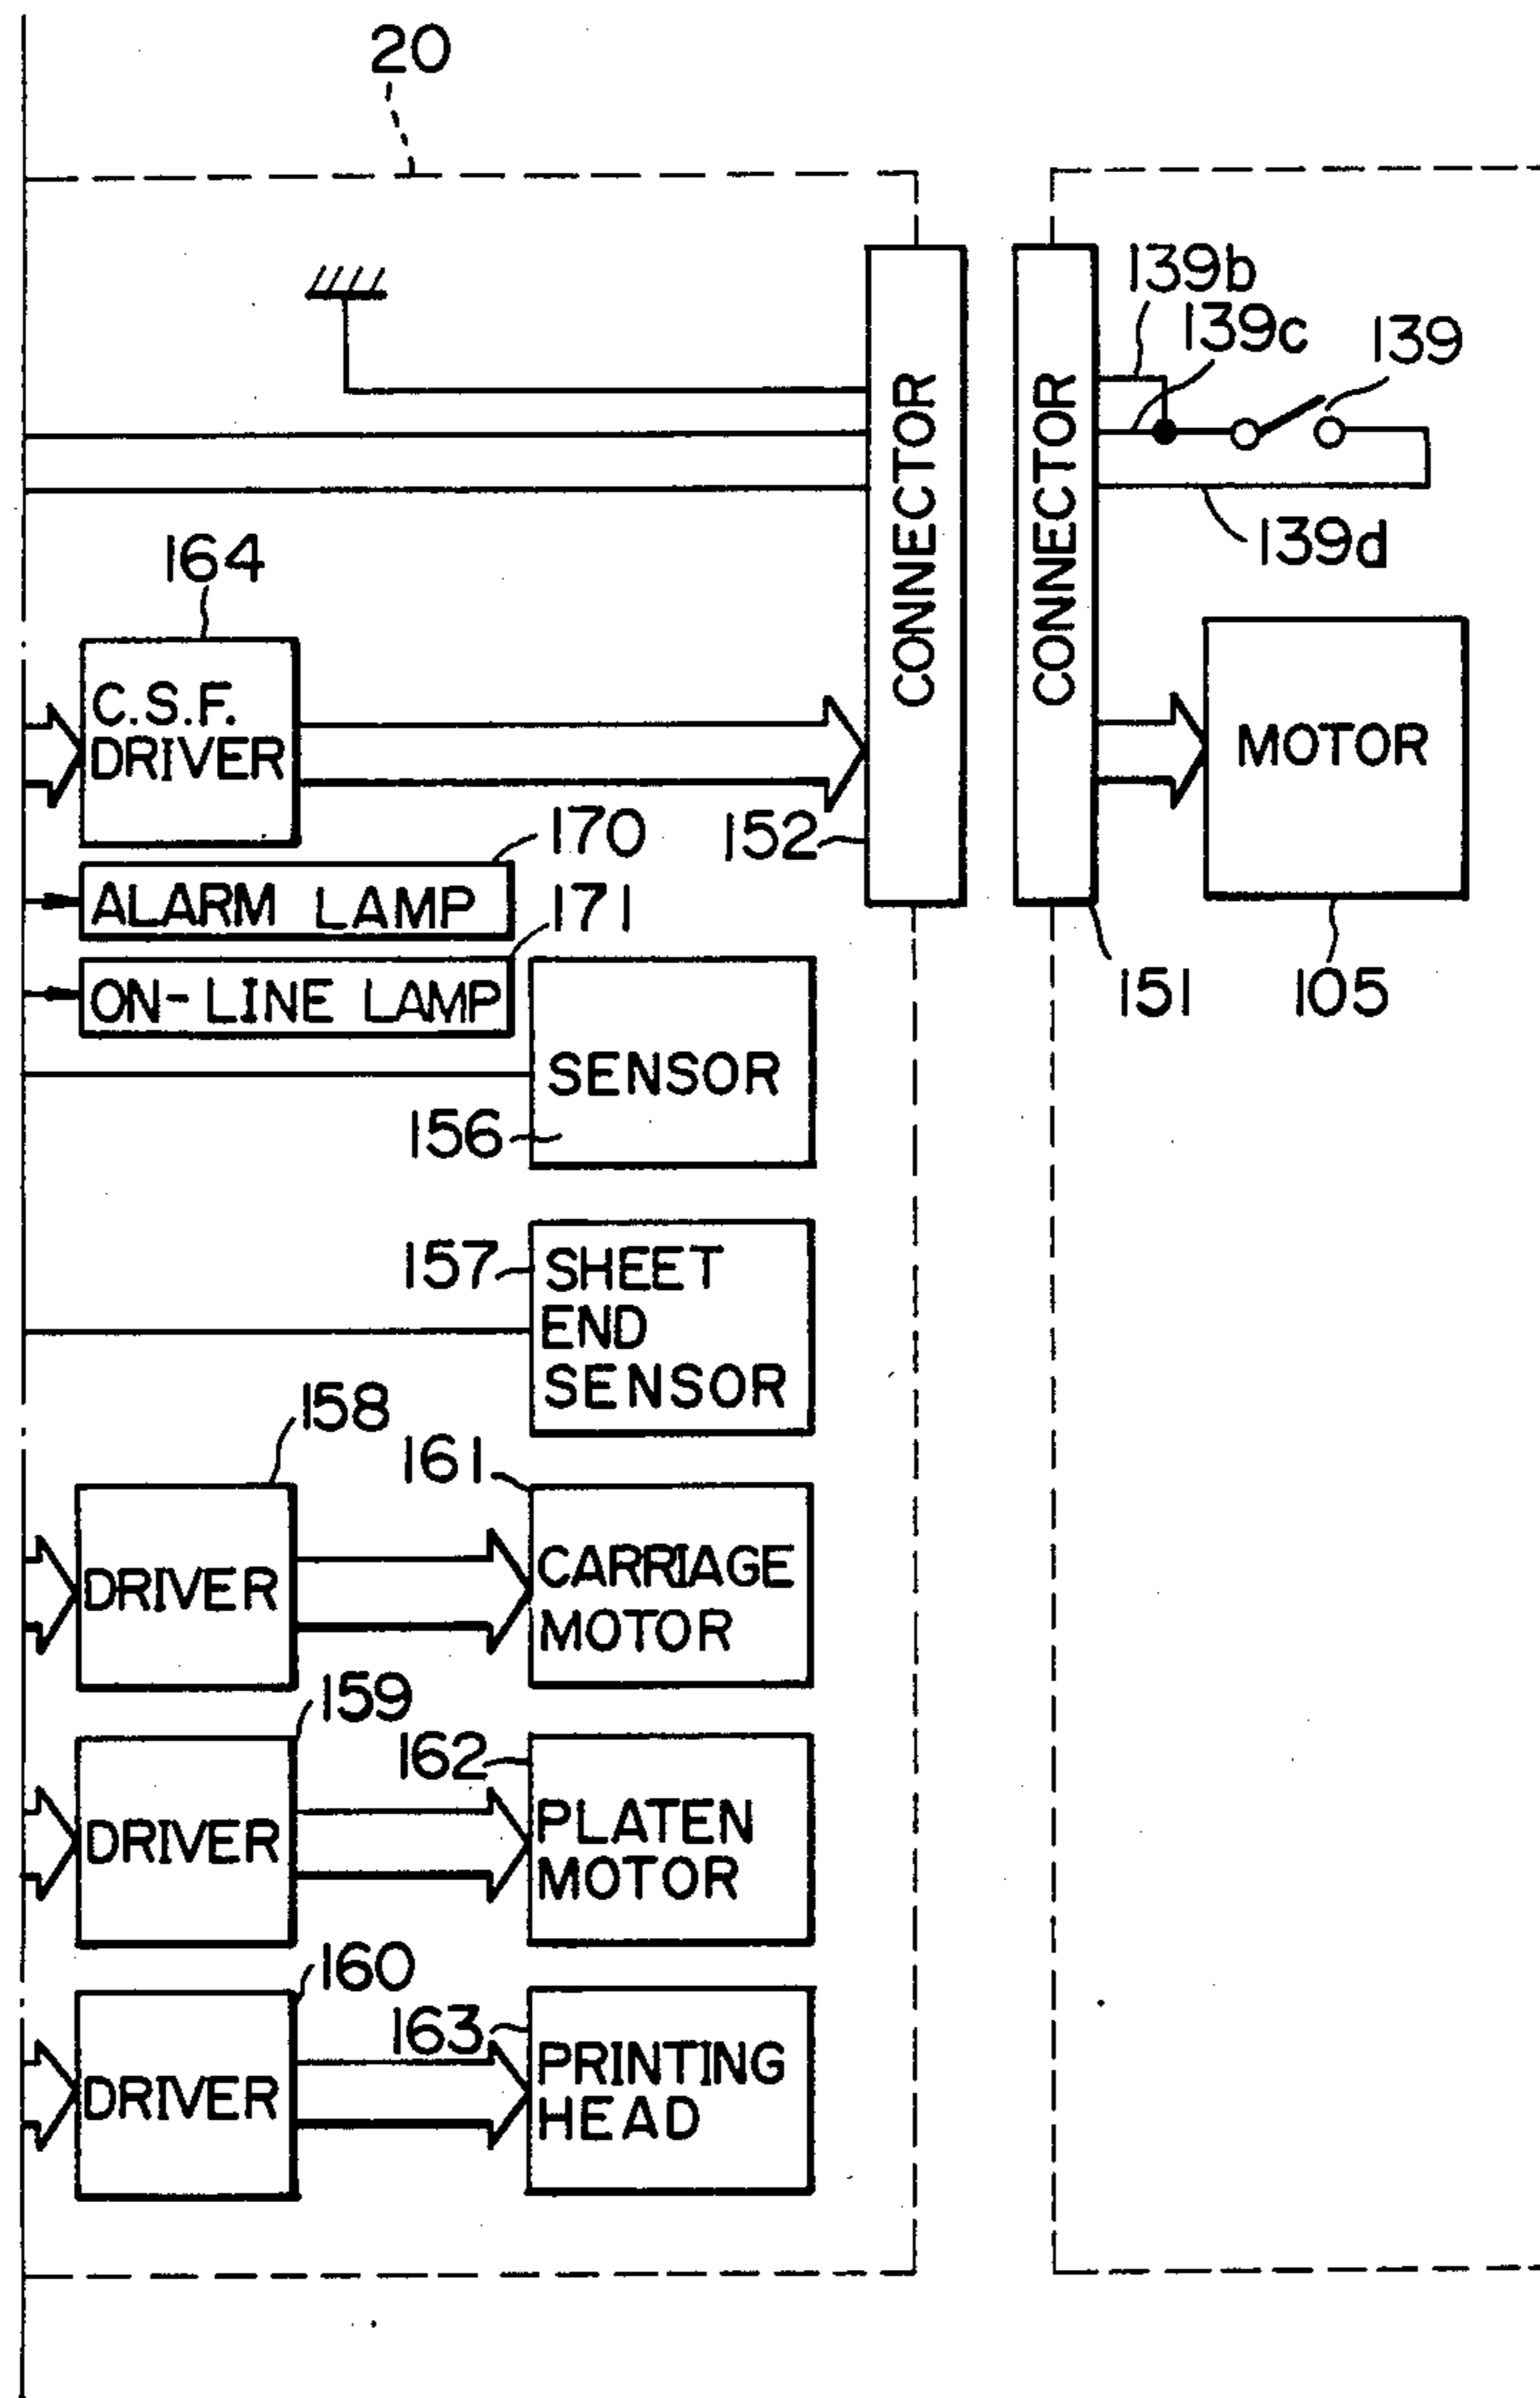 20
139b
139c
139
CONNECTOR
CONNECTOR
139d
164
C.S.F.
DRIVER
MOTOR
170
152
ALARM LAMP
171
151
105
ON-LINE LAMP
SENSOR
156
157
SHEET
END
SENSOR
158
161
DRIVER
CARRIAGE
MOTOR
159
162
DRIVER
PLATEN
MOTOR
160
163
DRIVER
PRINTING
HEAD